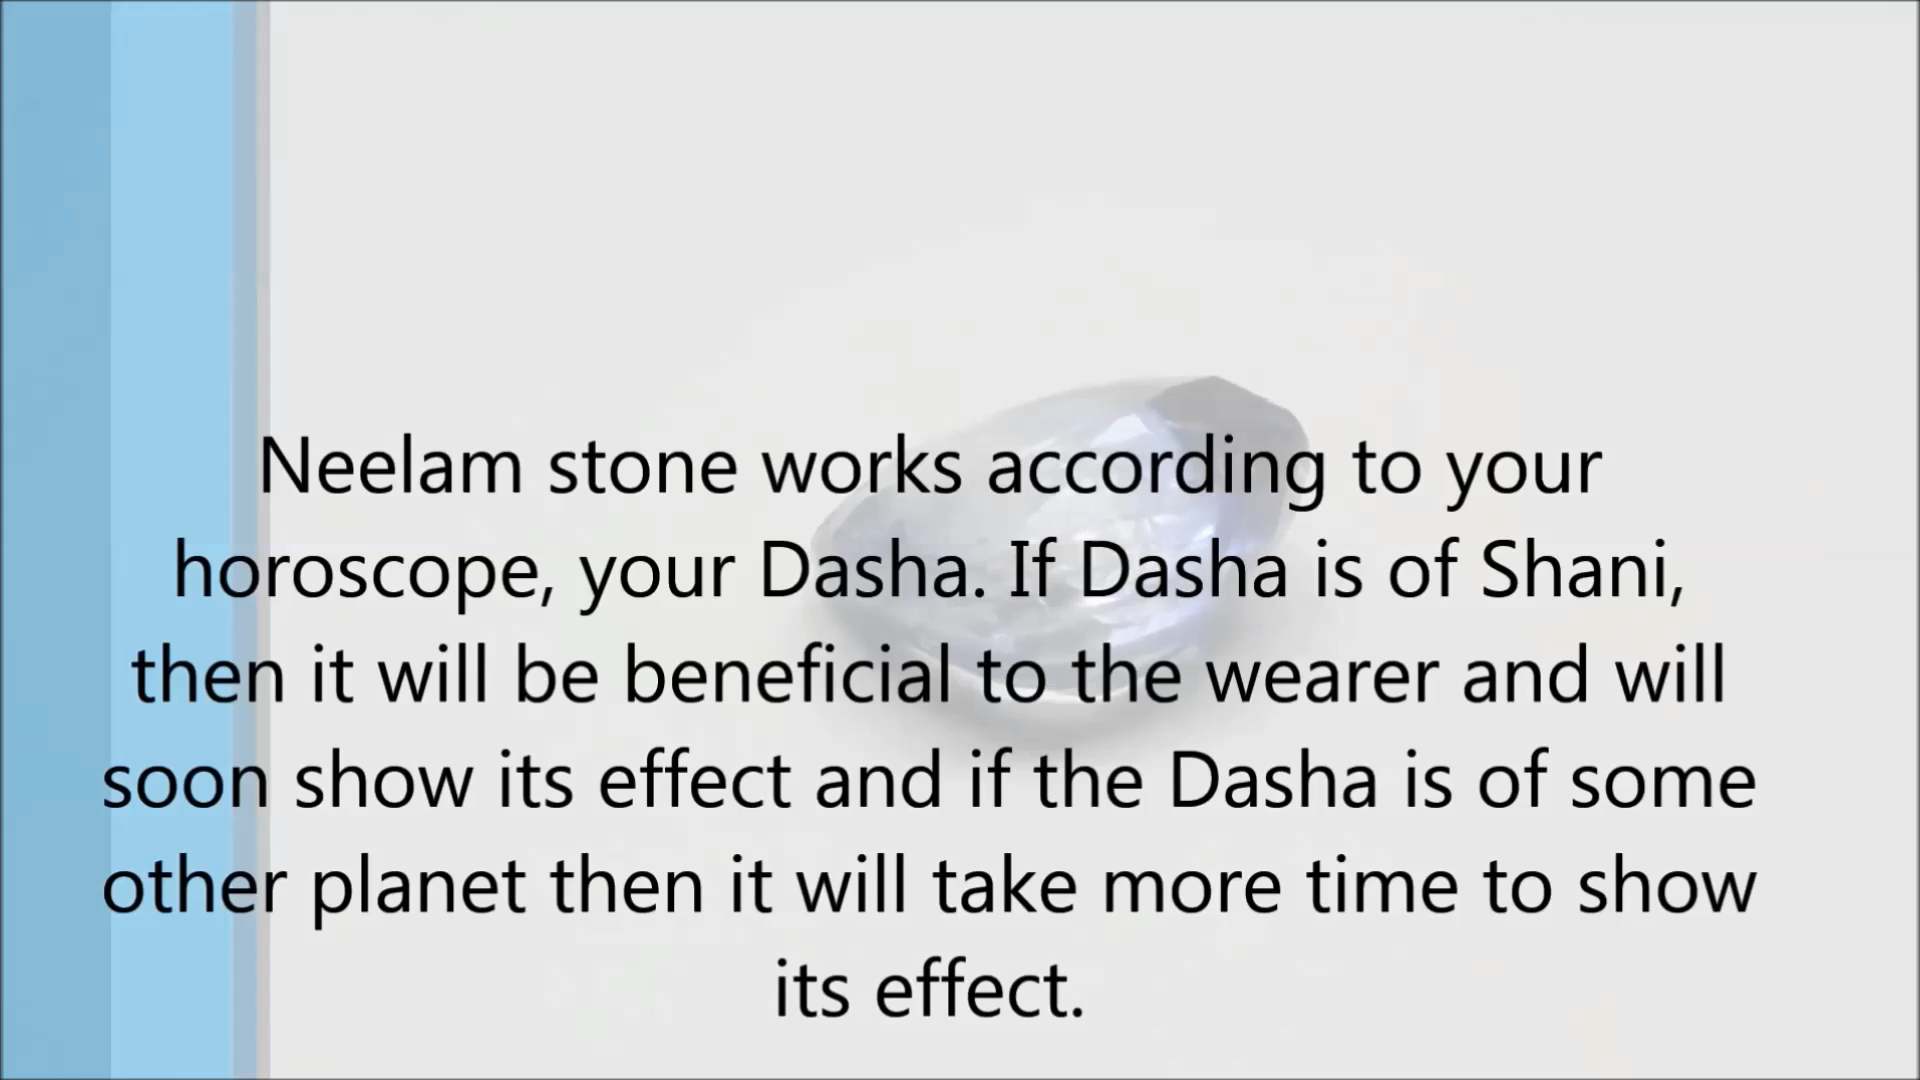 Neelam stone works according to your
horoscope, your Dasha. If Dasha is of Shani,
then it will be beneficial to the wearer and will
soon show its effect and if the Dasha is of some
other planet then it will take more time to show
its effect.